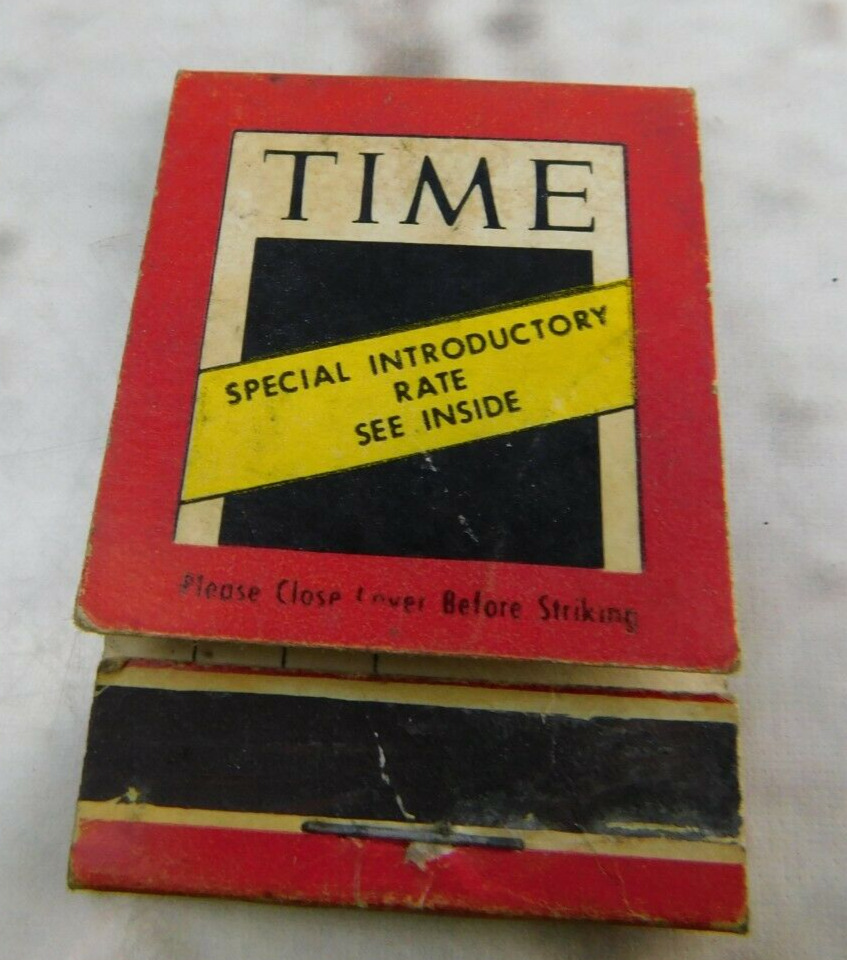 TIME
SPECIAL INTRODUCTORY
RATE
SEE INSIDE
Please Close Cover Before Striking